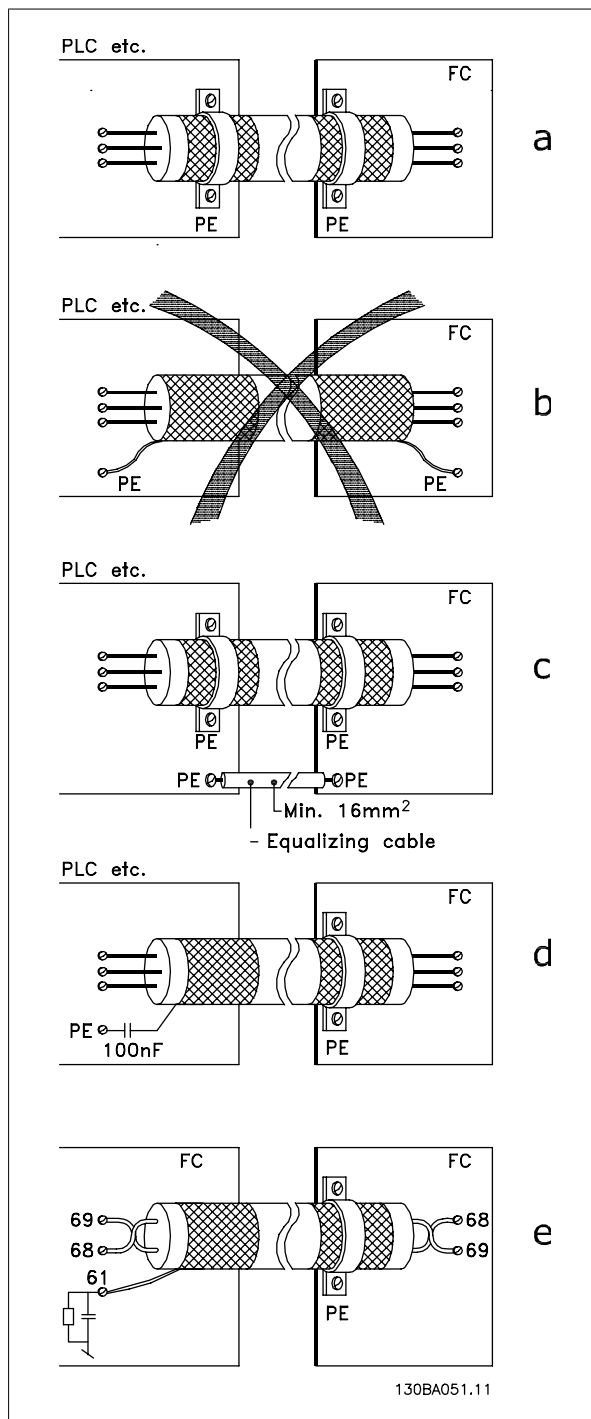 PLC etc.
FC
PE
PE
a
PLC etc.
FC
PE
PE
b
PLC etc.
FC
PE
PE
PE
PE
Min. 16mm²
Equalizing cable
c
PLC etc.
FC
PE
100nF
PE
d
FC
FC
69
68
68
69
61
PE
e
130BA051.11